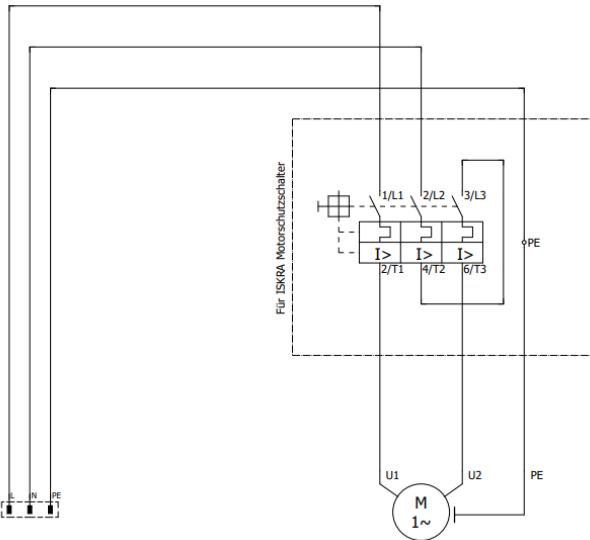 Für ISKRA Motorschutzschalter
1/L1 2/L2 3/L3
I> I> I>
2/T1 4/T2 6/T3
PE
U1 U2 PE
L N PE
M
1~